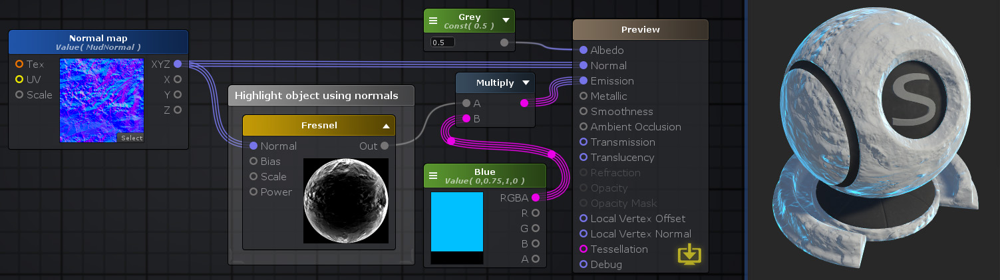 Normal map
Value( MudNormal )
Tex
UV
Scale
XYZ
X
Y
Z
Select
Highlight object using normals
Fresnel
Normal
Bias
Scale
Power
Out
Grey
Const( 0.5 )
0.5
Multiply
A
B
Blue
Value( 0,0.75,1,0 )
RGBA
R
G
B
A
Preview
Albedo
Normal
Emission
Metallic
Smoothness
Ambient Occlusion
Transmission
Translucency
Refraction
Opacity
Opacity Mask
Local Vertex Offset
Local Vertex Normal
Tessellation
Debug
S